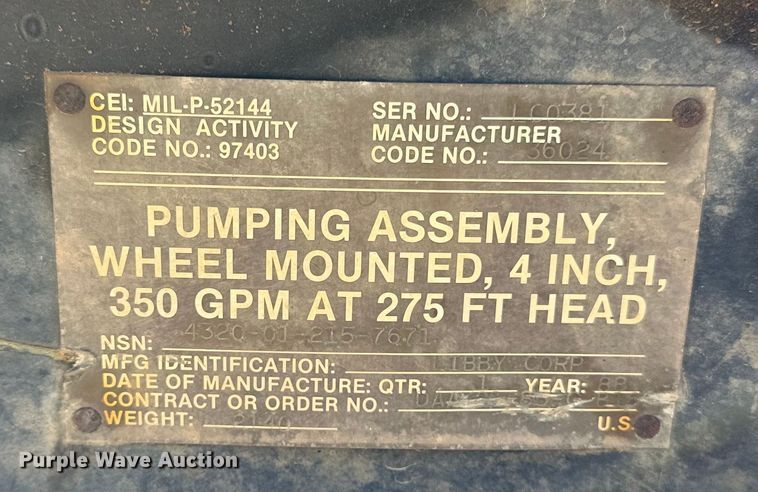 CEI: MIL-P-52144
DESIGN ACTIVITY
CODE NO.: 97403
SER NO.: LC0381
MANUFACTURER
CODE NO.: 36024
PUMPING ASSEMBLY,
WHEEL MOUNTED, 4 INCH,
350 GPM AT 275 FT HEAD
NSN: 4320-01-215-7671
MFG IDENTIFICATION: LIBBY CORP
DATE OF MANUFACTURE: QTR: 1 YEAR: 88
CONTRACT OR ORDER NO.:
WEIGHT:
U.S.
Purple Wave Auction